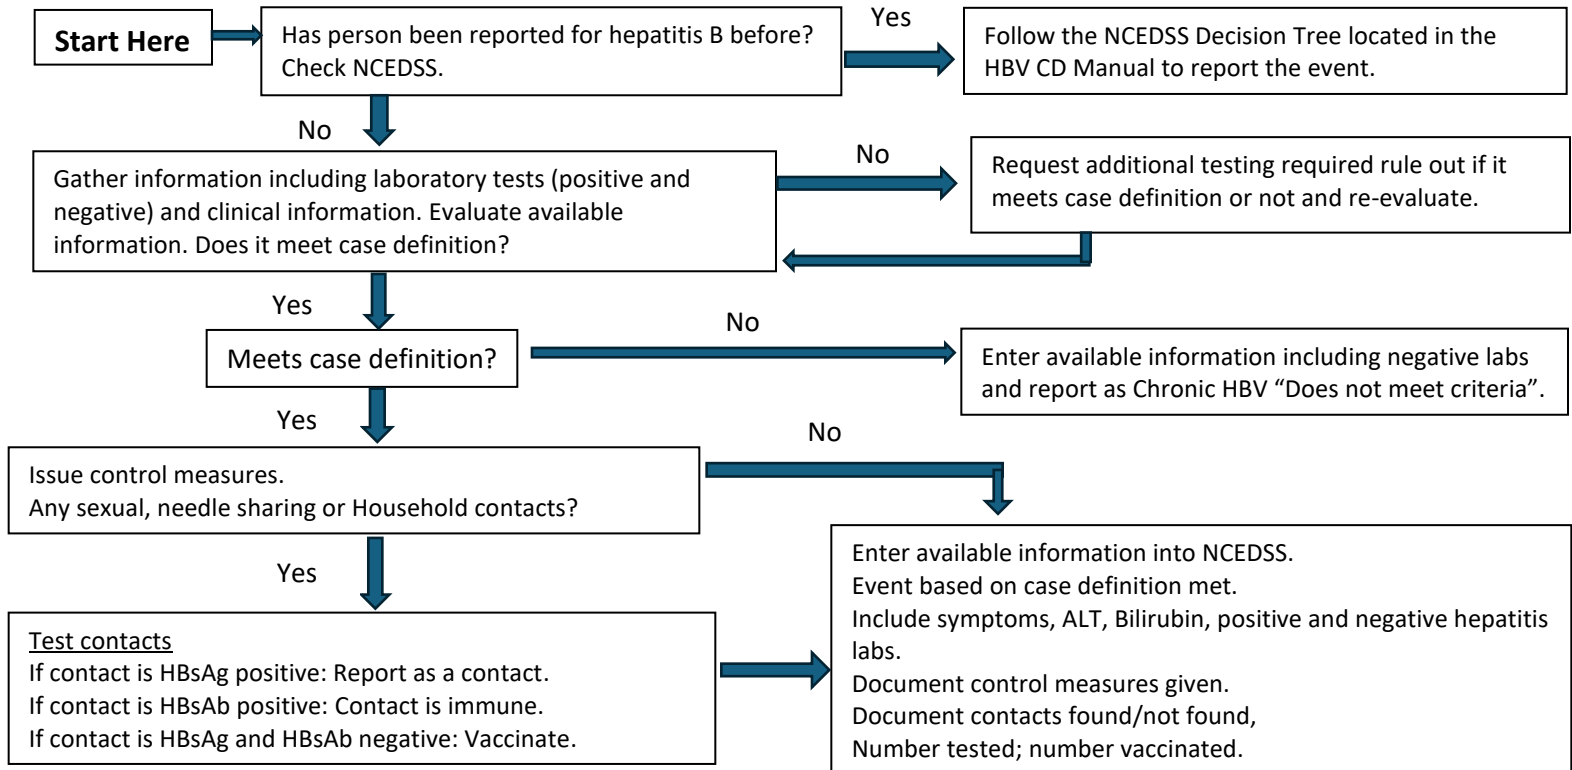 Start Here
Has person been reported for hepatitis B before?
Check NCEDSS.
Yes
Follow the NCEDSS Decision Tree located in the
HBV CD Manual to report the event.
No
Gather information including laboratory tests (positive and
negative) and clinical information. Evaluate available
information. Does it meet case definition?
No
Request additional testing required rule out if it
meets case definition or not and re-evaluate.
Yes
Meets case definition?
No
Enter available information including negative labs
and report as Chronic HBV “Does not meet criteria”.
Yes
Issue control measures.
Any sexual, needle sharing or Household contacts?
No
Yes
Test contacts
If contact is HBsAg positive: Report as a contact.
If contact is HBsAb positive: Contact is immune.
If contact is HBsAg and HBsAb negative: Vaccinate.
Enter available information into NCEDSS.
Event based on case definition met.
Include symptoms, ALT, Bilirubin, positive and negative hepatitis
labs.
Document control measures given.
Document contacts found/not found,
Number tested; number vaccinated.